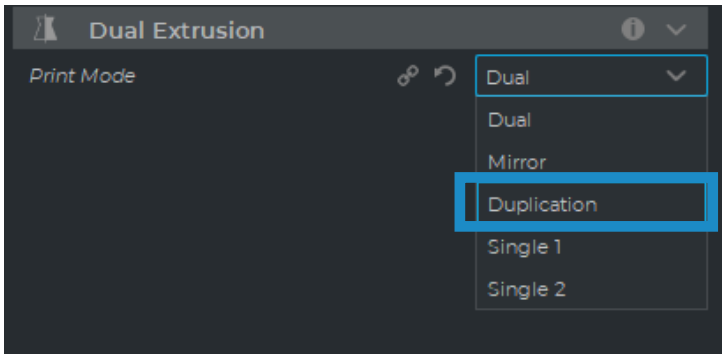 Dual Extrusion
Print Mode
Dual
Dual
Mirror
Duplication
Single 1
Single 2